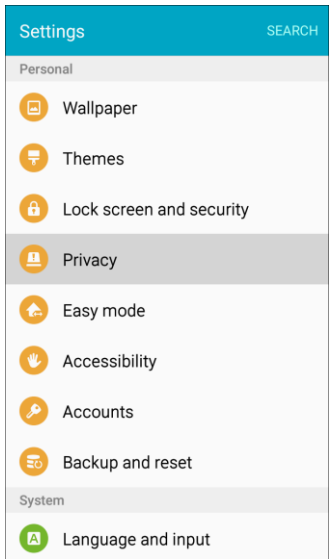 Settings SEARCH
Personal
Wallpaper
Themes
Lock screen and security
Privacy
Easy mode
Accessibility
Accounts
Backup and reset
System
A Language and input